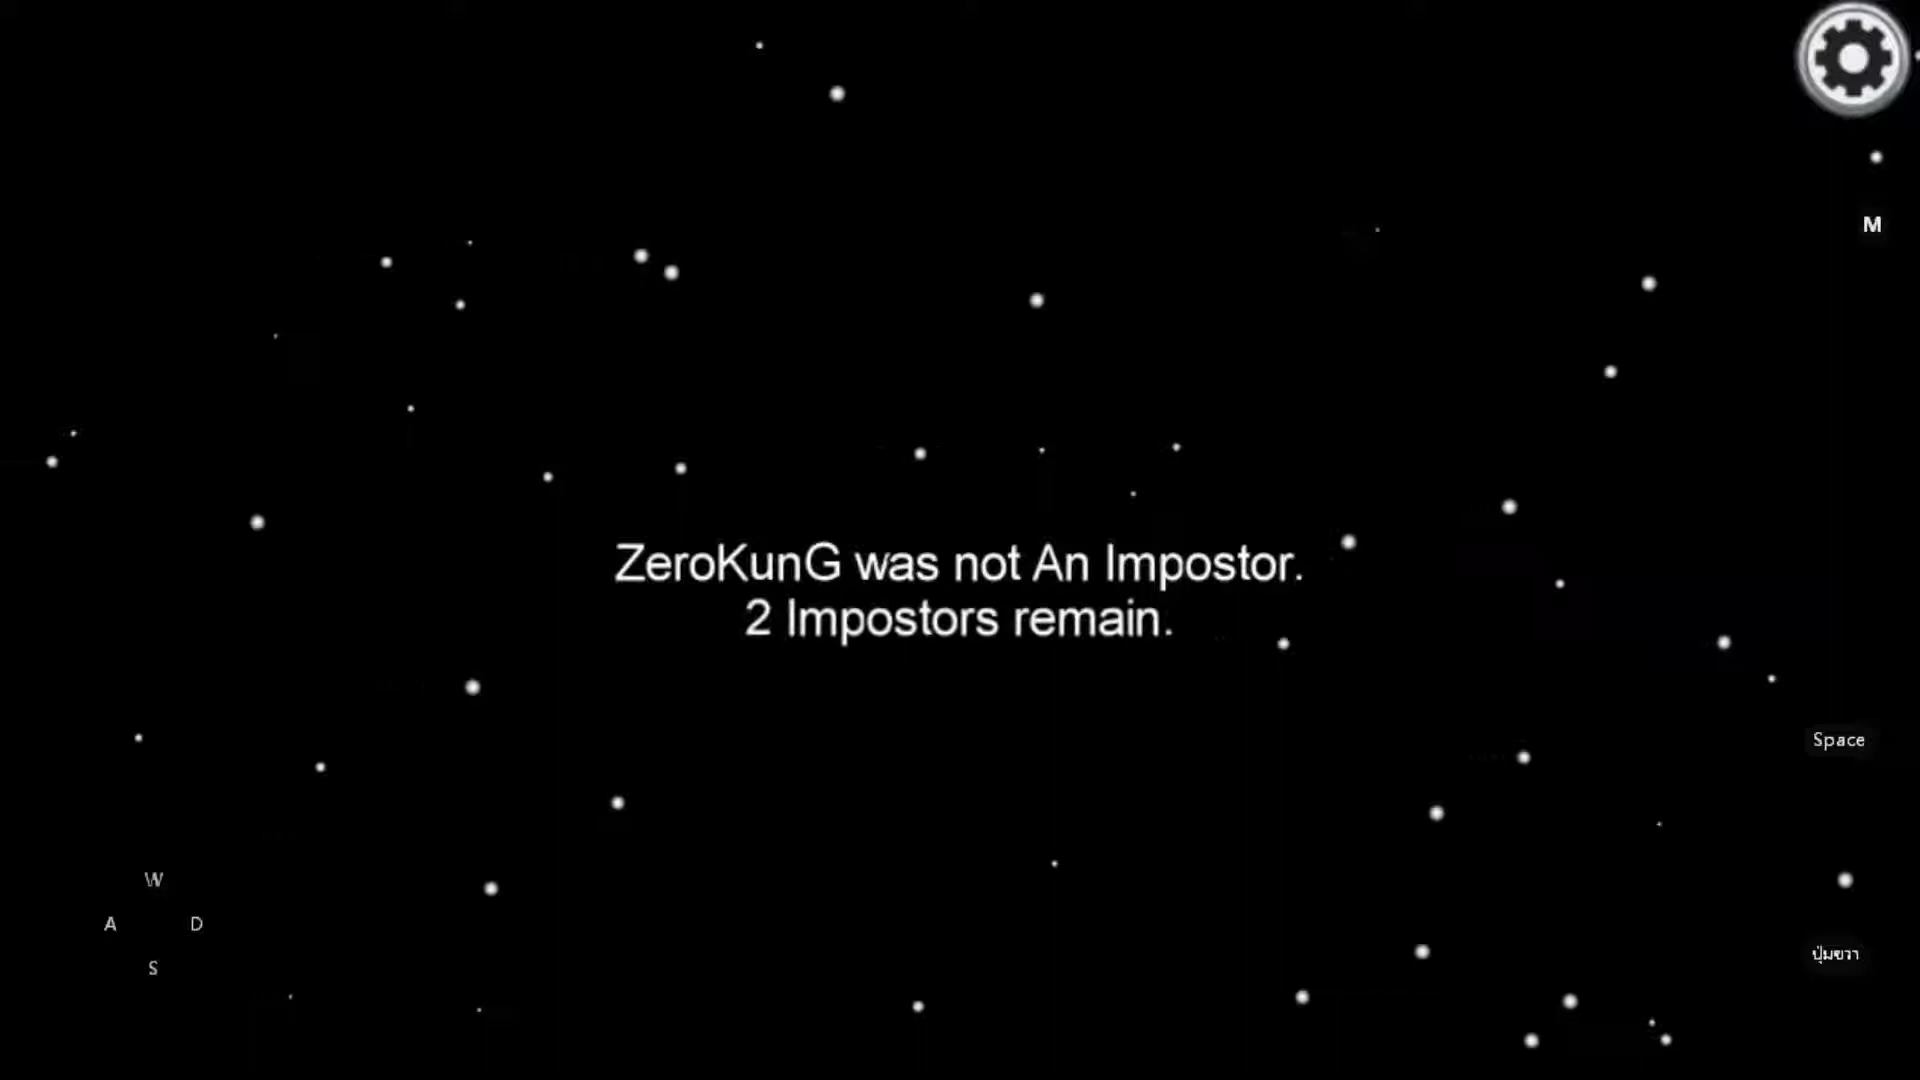 M
ZeroKunG was not An Impostor.
2 Impostors remain.
Space
W
A D
S
ปุ่มขวา